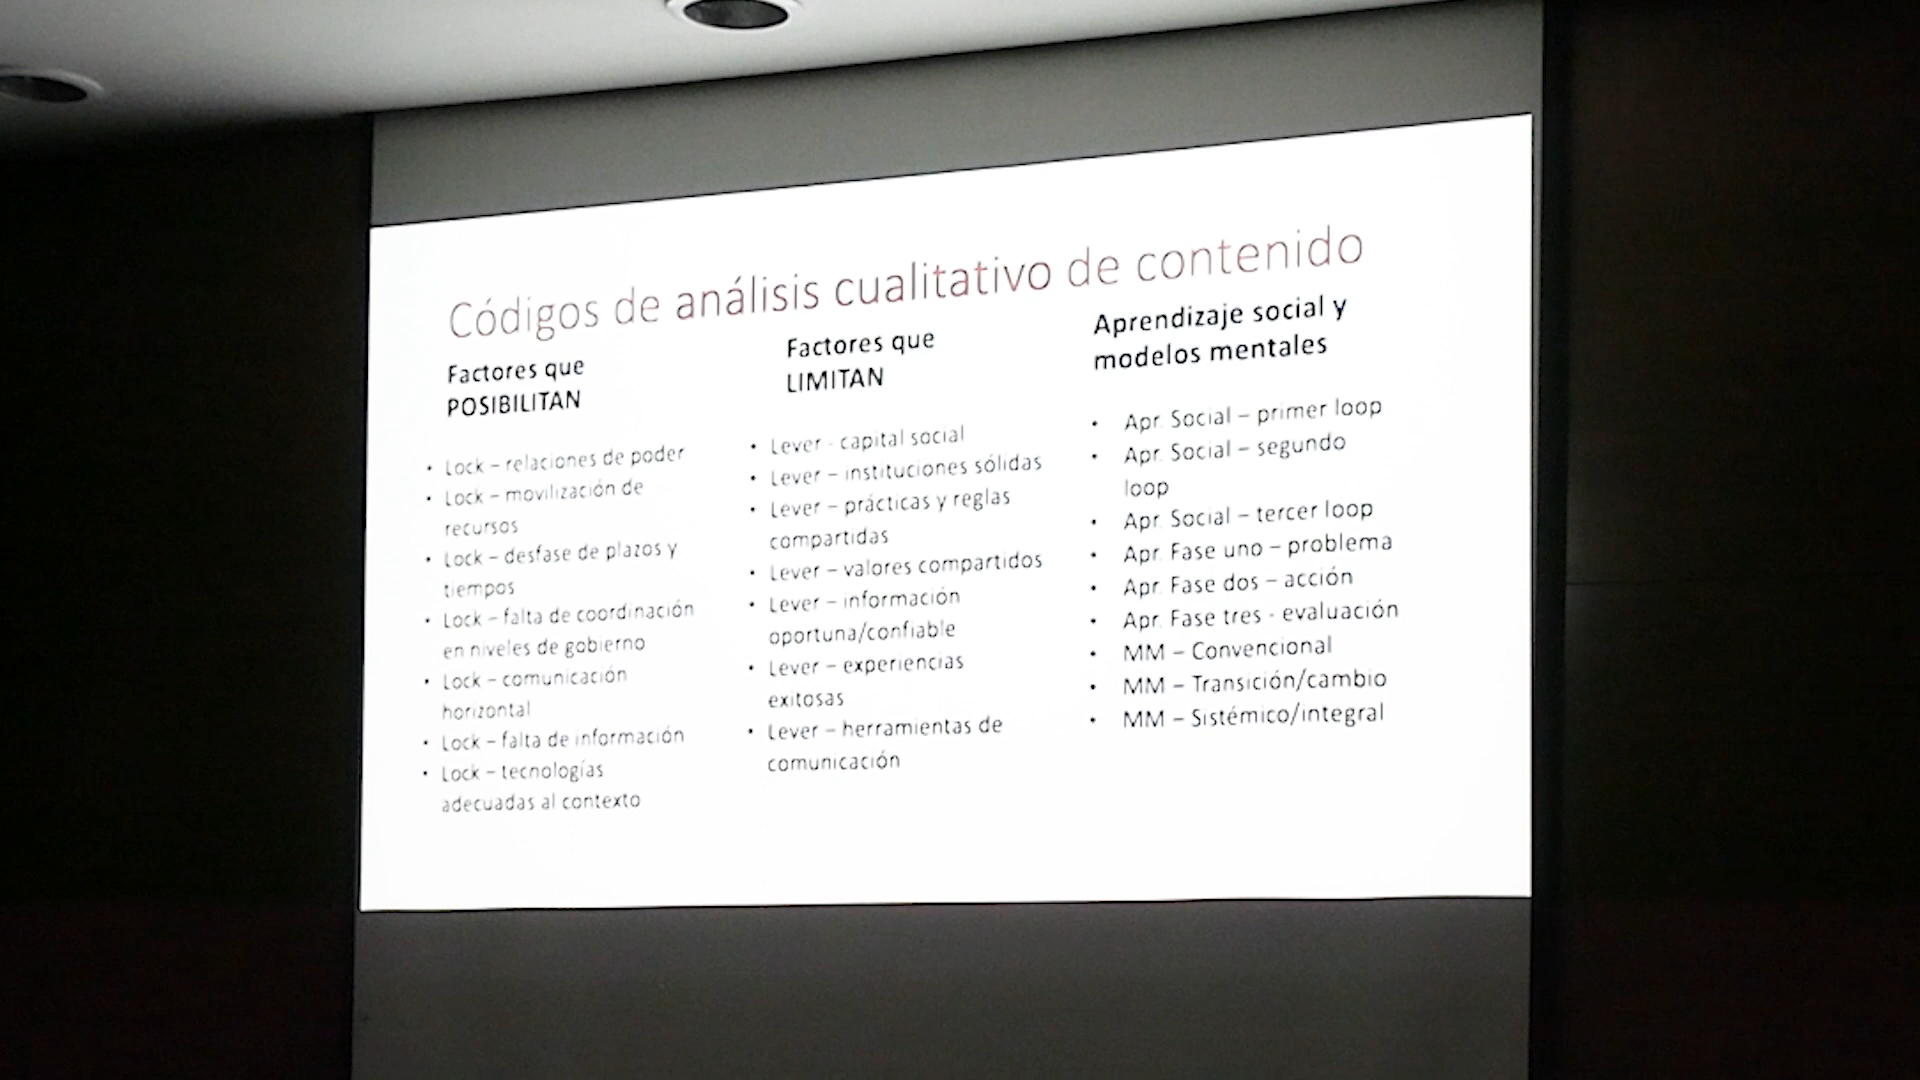 Códigos de análisis cualitativo de contenido
Factores que
POSIBILITAN
• Lock – relaciones de poder
• Lock – movilización de
recursos
• Lock – desfase de plazos y
tiempos
• Lock – falta de coordinación
en niveles de gobierno
• Lock – comunicación
horizontal
• Lock – falta de información
• Lock – tecnologías
adecuadas al contexto
Factores que
LIMITAN
• Lever - capital social
• Lever – instituciones sólidas
• Lever – prácticas y reglas
compartidas
• Lever – valores compartidos
• Lever – información
oportuna/confiable
• Lever – experiencias
exitosas
• Lever – herramientas de
comunicación
Aprendizaje social y
modelos mentales
• Apr. Social – primer loop
• Apr. Social – segundo
loop
• Apr. Social – tercer loop
• Apr. Fase uno – problema
• Apr. Fase dos – acción
• Apr. Fase tres - evaluación
• MM – Convencional
• MM – Transición/cambio
• MM – Sistémico/integral